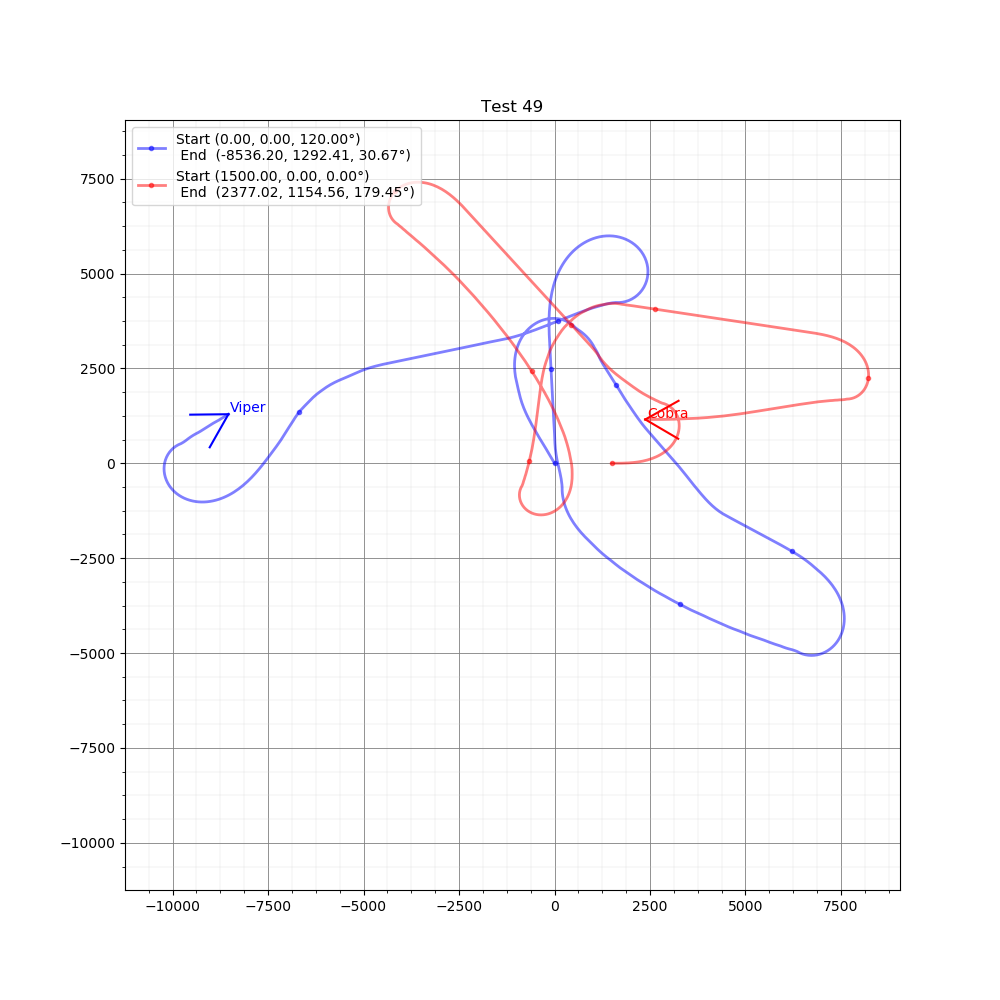 Test 49
Start (0.00, 0.00, 120.00°)
End  (-8536.20, 1292.41, 30.67°)
Start (1500.00, 0.00, 0.00°)
End  (2377.02, 1154.56, 179.45°)
7500
5000
2500
0
−2500
−5000
−7500
−10000
Viper
Cobra
−10000 −7500 −5000 −2500 0 2500 5000 7500